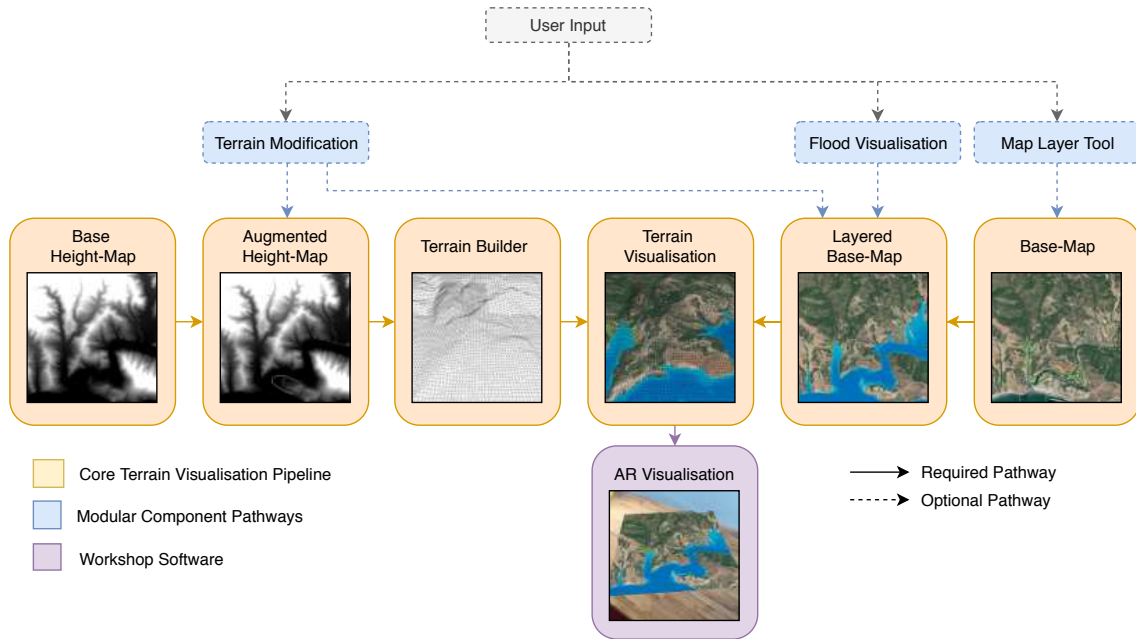 User Input
Terrain Modification
Flood Visualisation
Map Layer Tool
Base
Height-Map
Augmented
Height-Map
Terrain Builder
Terrain
Visualisation
Layered
Base-Map
Base-Map
AR Visualisation
Core Terrain Visualisation Pipeline
Modular Component Pathways
Workshop Software
Required Pathway
Optional Pathway